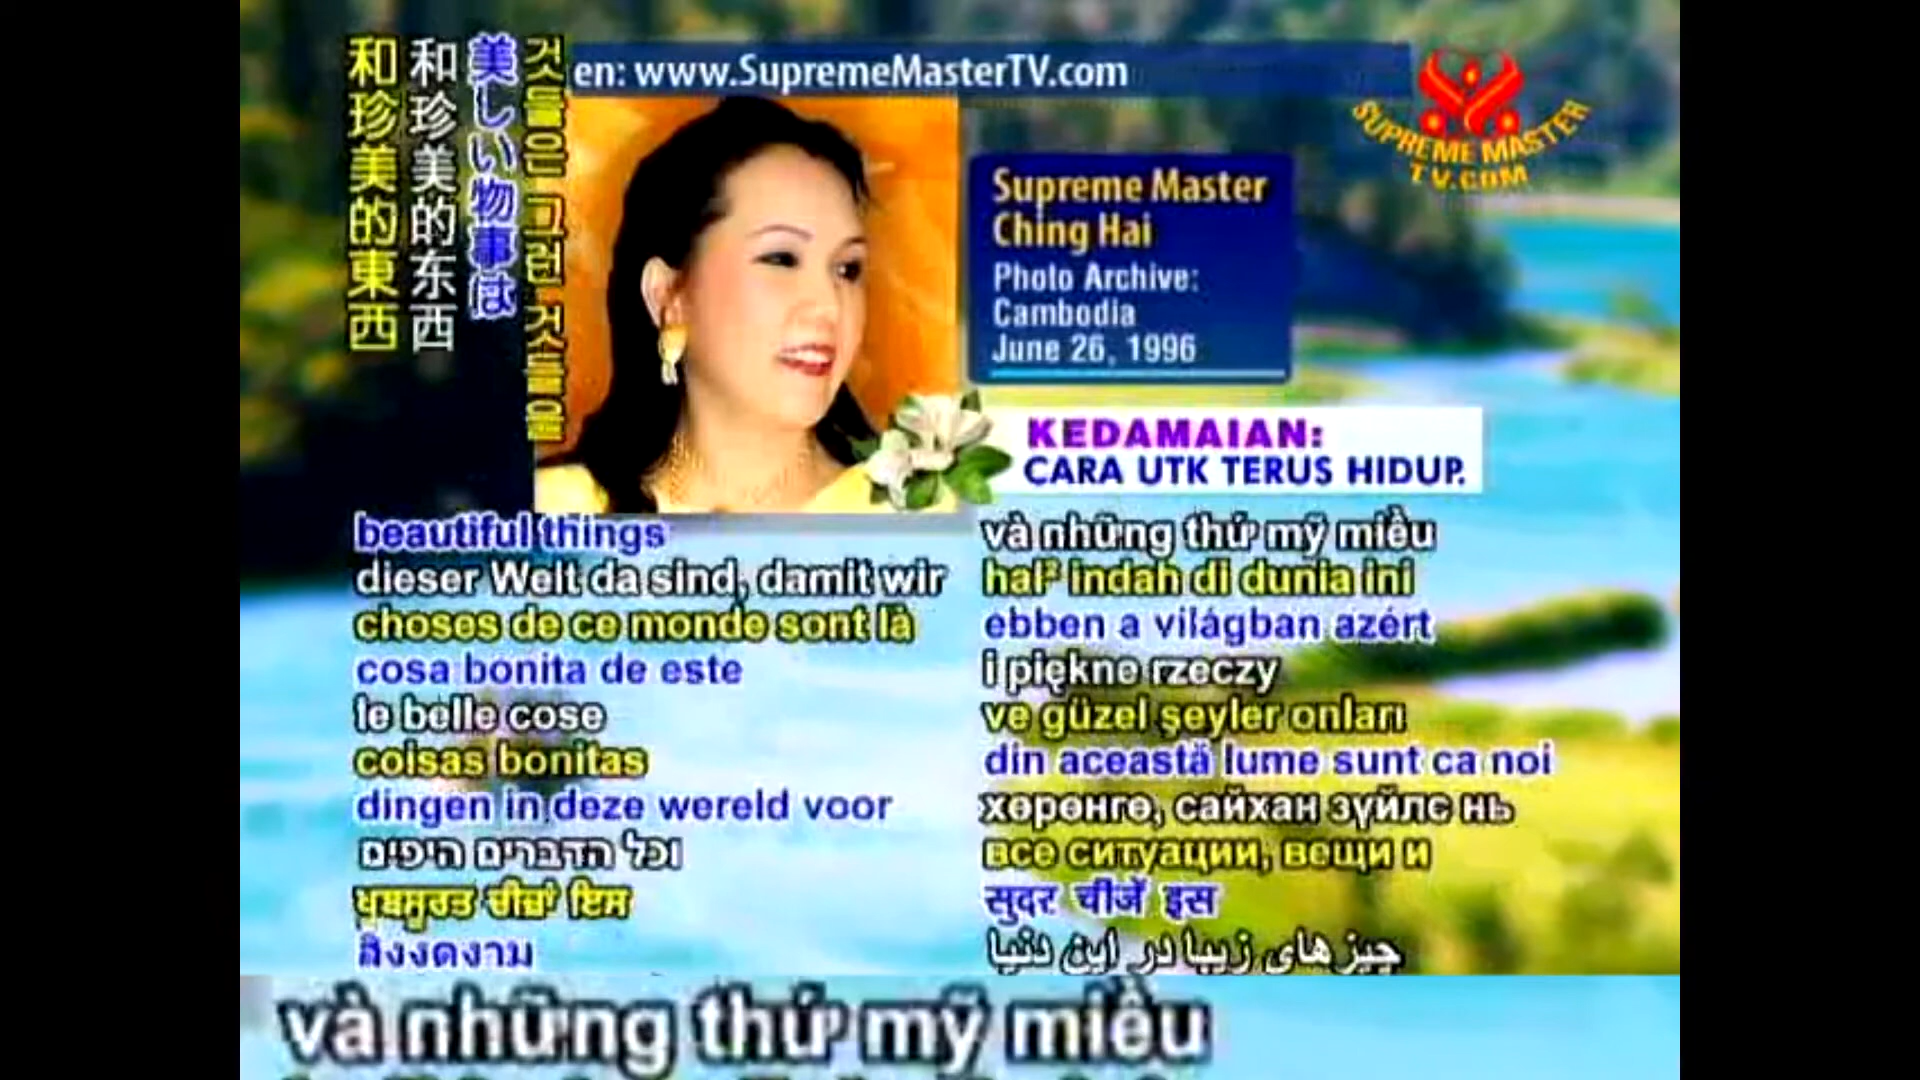 和珍美的東西
和珍美的东西
美しい物事は
것들은 그런 것들을
en: www.SupremeMasterTV.com
SUPREME MASTER
TV.COM
Supreme Master
Ching Hai
Photo Archive:
Cambodia
June 26, 1996
KEDAMAIAN:
CARA UTK TERUS HIDUP.
beautiful things
dieser Welt da sind, damit wir
choses de ce monde sont là
cosa bonita de este
le belle cose
coisas bonitas
dingen in deze wereld voor
וכל הדברים היפים
ਖੂਬਸੂਰਤ ਚੀਜ਼ਾਂ ਇਸ
สิ่งงดงาม
và những thứ mỹ miều
hal² indah di dunia ini
ebben a világban azért
i piękne rzeczy
ve güzel şeyler onları
din această lume sunt ca noi
хөрөнгө, сайхан зүйлс нь
все ситуации, вещи и
सुंदर चीजें इस
چیزهای زیبا در این دنیا
và những thứ mỹ miều